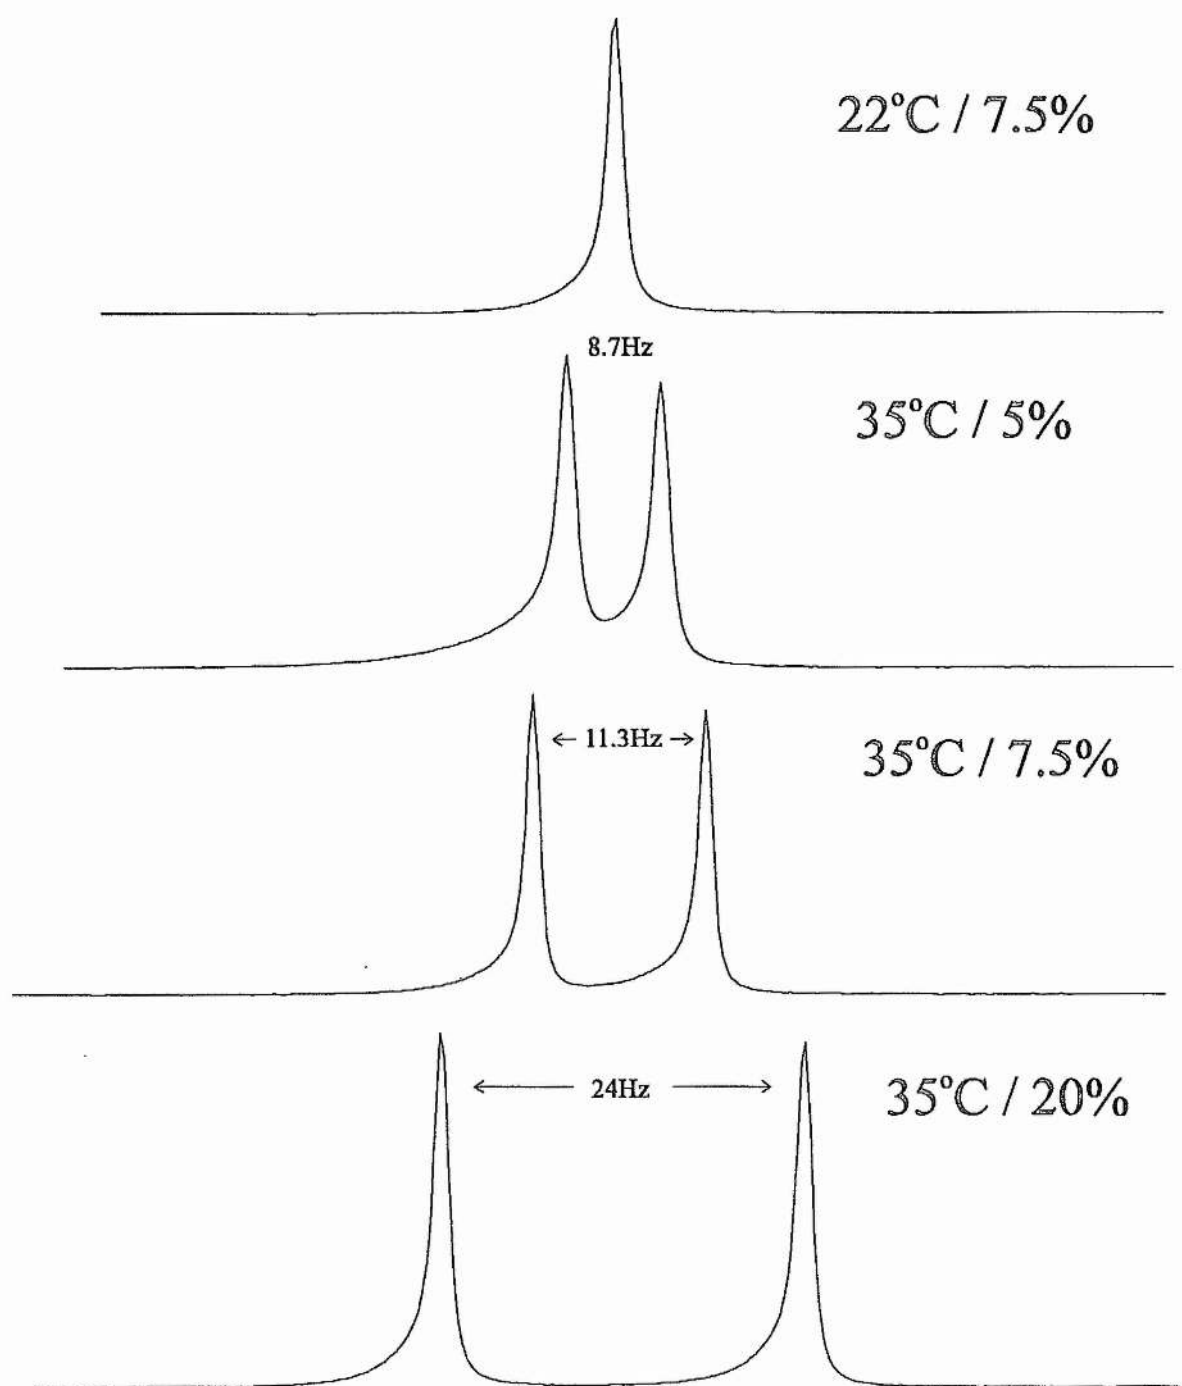 22°C / 7.5%
8.7Hz
35°C / 5%
← 11.3Hz →
35°C / 7.5%
← 24Hz →
35°C / 20%